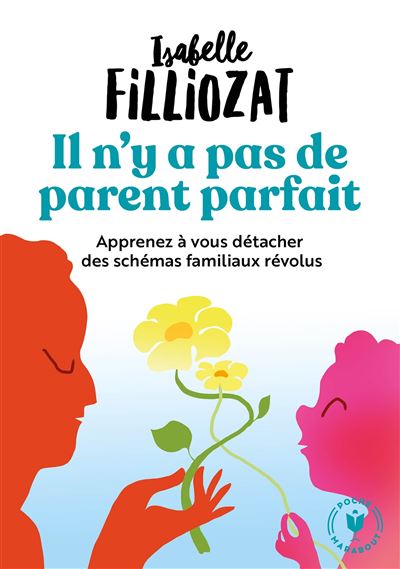 Isabelle
FiLLiOZAT
Il n'y a pas de
parent parfait
Apprenez à vous détacher
des schémas familiaux révolus
POCHE
MARABOUT